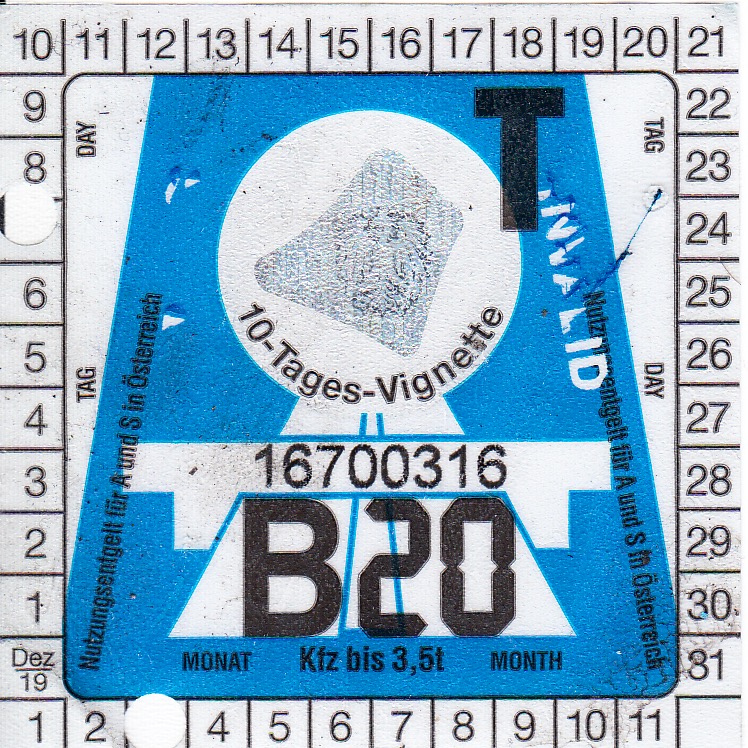 10 11 12 13 14 15 16 17 18 19 20 21
9 22
DAY T TAG
8 23
INVALID
24
6 25
5 26
10-Tages-Vignette
TAG DAY
4 27
Nutzungsentgelt für A und S in Österreich
Nutzungsentgelt für A und S in Österreich
3 16700316 28
2 29
B20
1 30
Dez
19
MONAT Kfz bis 3,5t MONTH
31
1 2 4 5 6 7 8 9 10 11